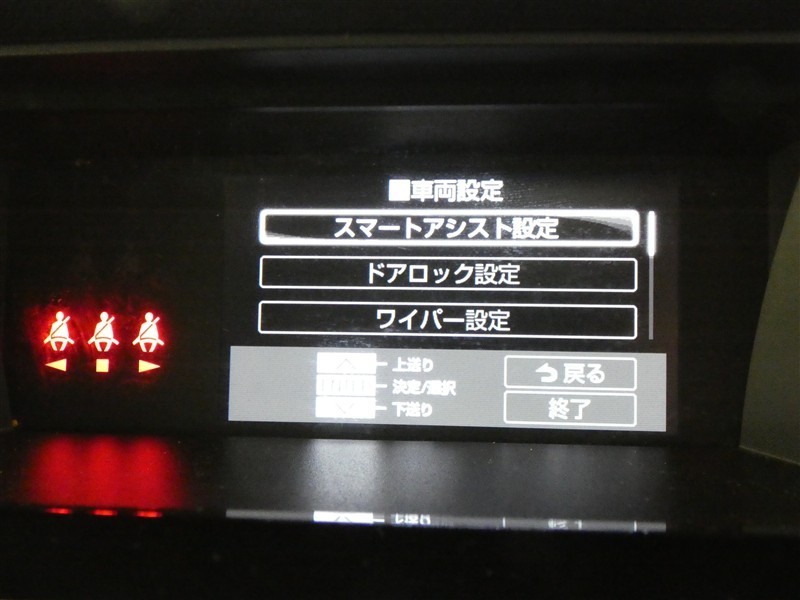 車両設定
スマートアシスト設定
ドアロック設定
ワイパー設定
上送り
戻る
決定/選択
下送り
終了